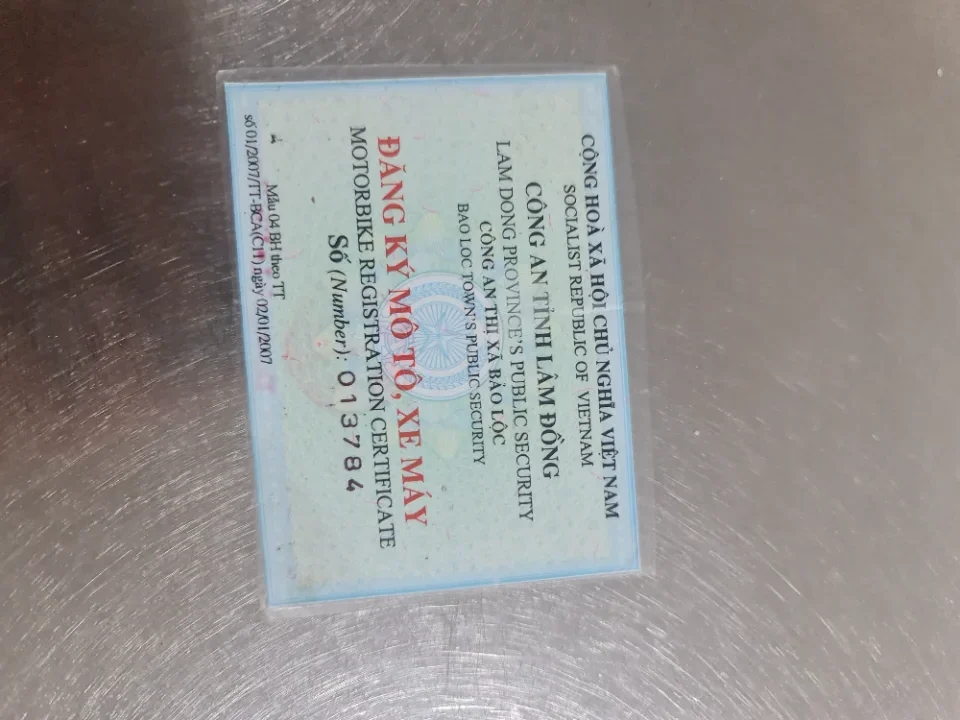 CỘNG HOÀ XÃ HỘI CHỦ NGHĨA VIỆT NAM
SOCIALIST REPUBLIC OF VIETNAM
CÔNG AN TỈNH LÂM ĐỒNG
LAM DONG PROVINCE'S PUBLIC SECURITY
CÔNG AN THỊ XÃ BẢO LỘC
BAO LOC TOWN'S PUBLIC SECURITY
ĐĂNG KÝ MÔ TÔ, XE MÁY
MOTORBIKE REGISTRATION CERTIFICATE
Số (Number): 013784
Mẫu 04 BH theo TT
số 01/2007/TT-BCA(C11) ngày 02/01/2007